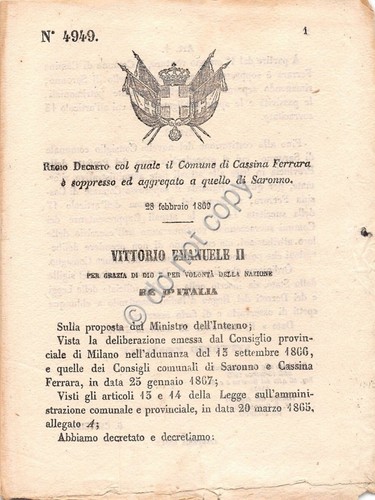 N° 4949.
1
REGIO DECRETO col quale il Comune di Cassina Ferrara
è soppresso ed aggregato a quello di Saronno.
28 febbraio 1869
VITTORIO EMANUELE II
PER GRAZIA DI DIO E PER VOLONTÀ DELLA NAZIONE
RE D'ITALIA
Sulla proposta del Ministro dell'Interno;
Vista la deliberazione emessa dal Consiglio provin-
ciale di Milano nell'adunanza del 13 settembre 1866,
e quelle dei Consigli comunali di Saronno e Cassina
Ferrara, in data 25 gennaio 1867;
Visti gli articoli 13 e 14 della Legge sull'ammini-
strazione comunale e provinciale, in data 20 marzo 1865,
allegato A;
Abbiamo decretato e decretiamo:
© do not copy